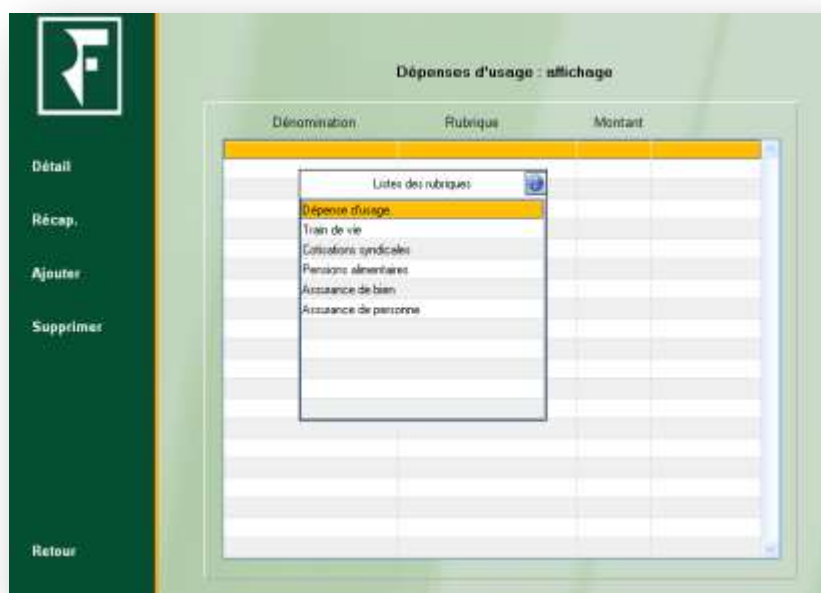 Dépenses d'usage : affichage
Dénomination Rubrique Montant
Détail
Récap.
Ajouter
Supprimer
Retour
Listes des rubriques
Dépense d'usage
Train de vie
Cotisations syndicales
Pensions alimentaires
Assurance de bien
Assurance de personne